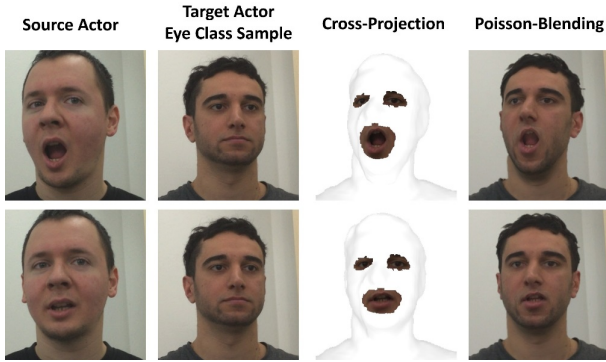 Source Actor
Target Actor
Eye Class Sample
Cross-Projection
Poisson-Blending